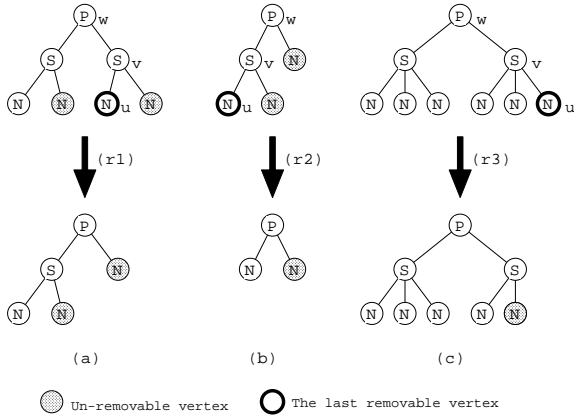 P w P w P w
S S v S v N S S v
N N N u N N u N N N N N N N u
(r1) (r2) (r3)
P P P
S N N N S S
N N N N N N N
(a) (b) (c)
Un-removable vertex The last removable vertex